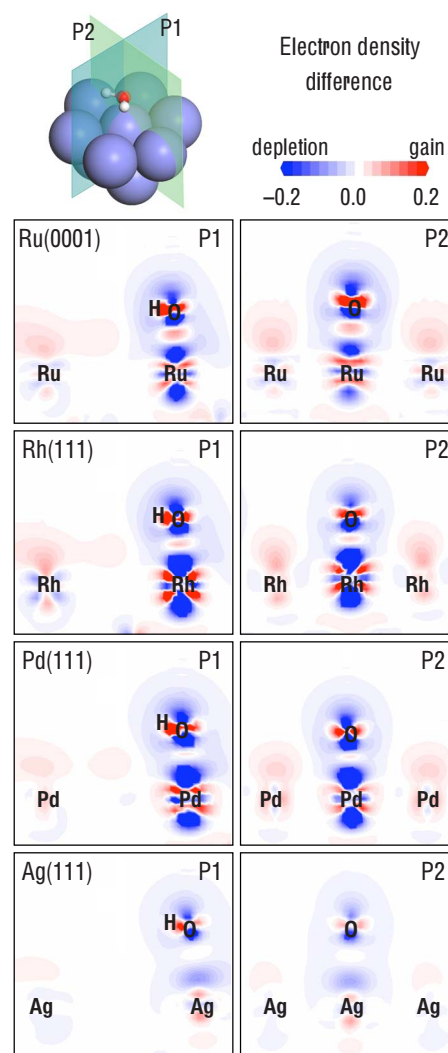 P2
P1
Electron density
difference
depletion
gain
−0.2
0.0
0.2
Ru(0001)
P1
H
O
Ru
Ru
P2
O
Ru
Ru
Ru
Rh(111)
P1
H
O
Rh
Rh
P2
O
Rh
Rh
Rh
Pd(111)
P1
H
O
Pd
Pd
P2
O
Pd
Pd
Pd
Ag(111)
P1
H
O
Ag
Ag
P2
O
Ag
Ag
Ag